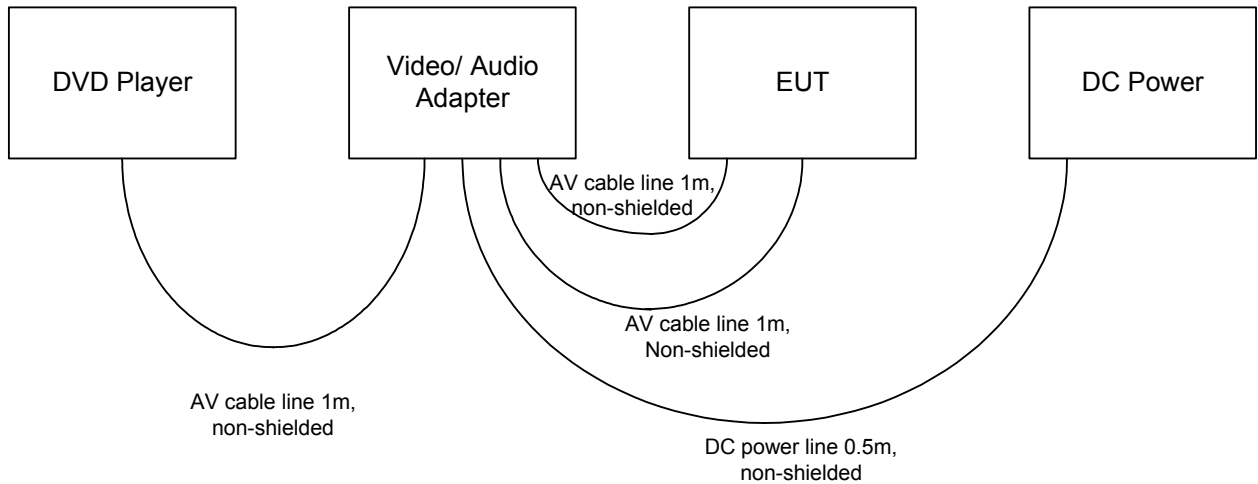 DVD Player
Video/ Audio
Adapter
EUT
DC Power
AV cable line 1m,
non-shielded
AV cable line 1m,
Non-shielded
AV cable line 1m,
non-shielded
DC power line 0.5m,
non-shielded